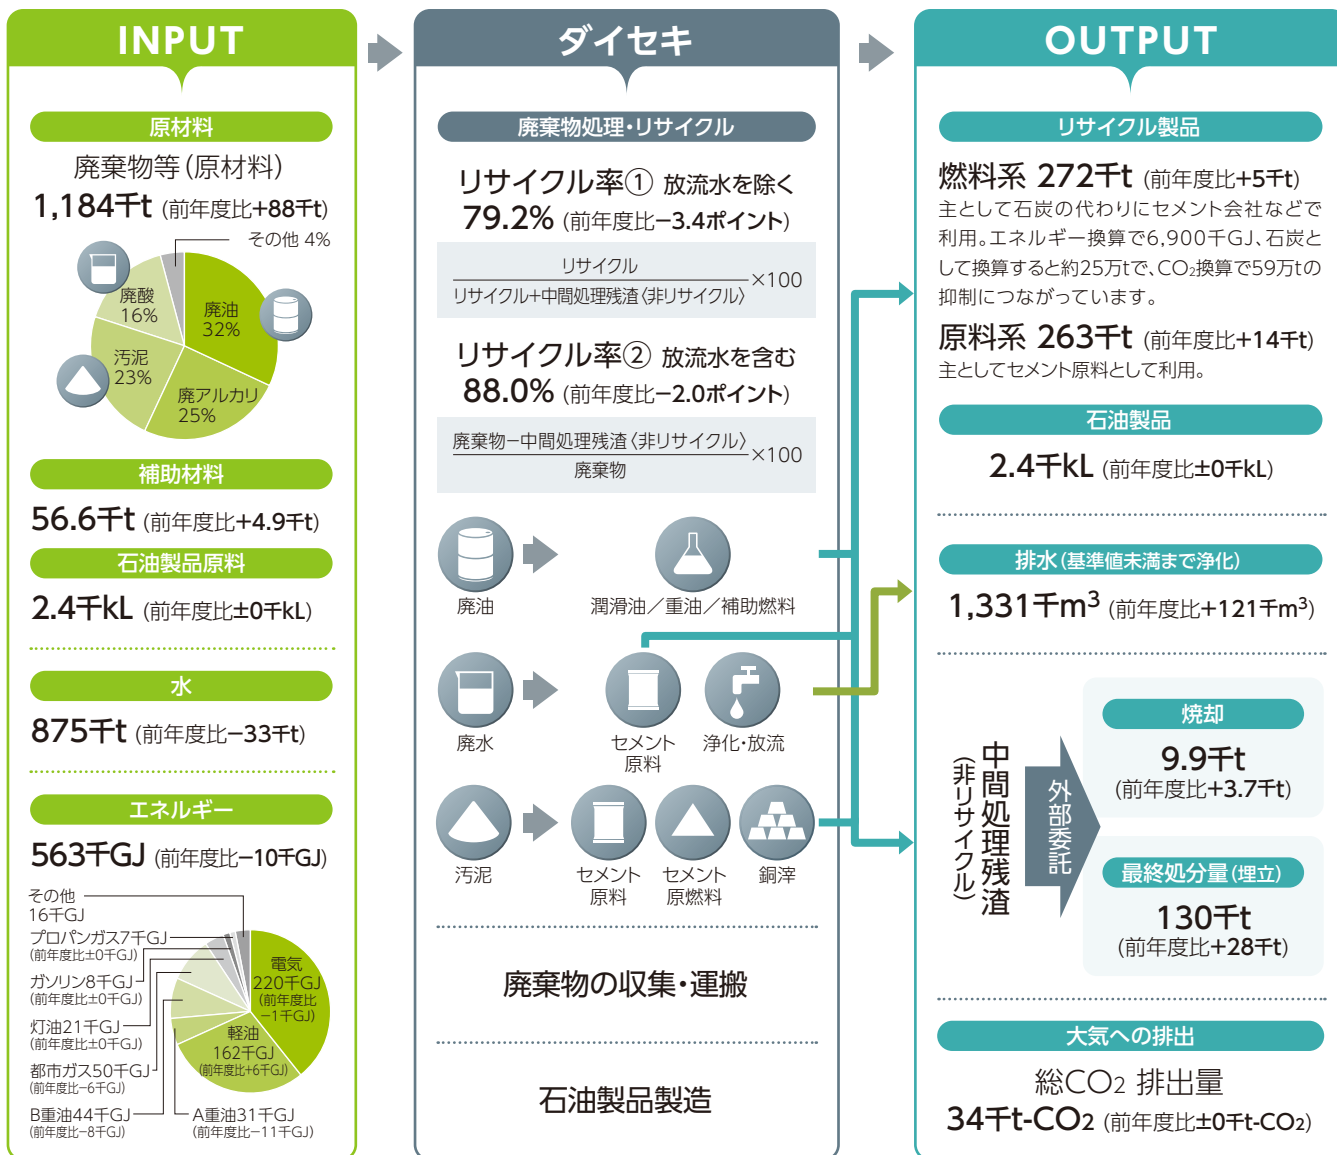 INPUT
原材料
廃棄物等(原材料)
1,184千t (前年度比+88千t)
その他 4%
廃酸
16%
廃油
32%
汚泥
23%
廃アルカリ
25%
補助材料
56.6千t (前年度比+4.9千t)
石油製品原料
2.4千kL (前年度比±0千kL)
水
875千t (前年度比−33千t)
エネルギー
563千GJ (前年度比−10千GJ)
その他
16千GJ
プロパンガス7千GJ
(前年度比±0千GJ)
ガソリン8千GJ
(前年度比±0千GJ)
灯油21千GJ
(前年度比±0千GJ)
都市ガス50千GJ
(前年度比−6千GJ)
B重油44千GJ
(前年度比−8千GJ)
A重油31千GJ
(前年度比−11千GJ)
電気
220千GJ
(前年度比
−1千GJ)
軽油
162千GJ
(前年度比+6千GJ)
ダイセキ
廃棄物処理・リサイクル
リサイクル率① 放流水を除く
79.2% (前年度比−3.4ポイント)
リサイクル
リサイクル+中間処理残渣〈非リサイクル〉
×100
リサイクル率② 放流水を含む
88.0% (前年度比−2.0ポイント)
廃棄物−中間処理残渣〈非リサイクル〉
廃棄物
×100
廃油
潤滑油／重油／補助燃料
廃水
セメント
原料
浄化・放流
汚泥
セメント
原料
セメント
原燃料
銅滓
廃棄物の収集・運搬
石油製品製造
OUTPUT
リサイクル製品
燃料系 272千t (前年度比+5千t)
主として石炭の代わりにセメント会社などで
利用。エネルギー換算で6,900千GJ、石炭と
して換算すると約25万tで、CO₂換算で59万tの
抑制につながっています。
原料系 263千t (前年度比+14千t)
主としてセメント原料として利用。
石油製品
2.4千kL (前年度比±0千kL)
排水(基準値未満まで浄化)
1,331千m³ (前年度比+121千m³)
中間処理残渣
(非リサイクル)
外部委託
焼却
9.9千t
(前年度比+3.7千t)
最終処分量(埋立)
130千t
(前年度比+28千t)
大気への排出
総CO₂ 排出量
34千t-CO₂ (前年度比±0千t-CO₂)